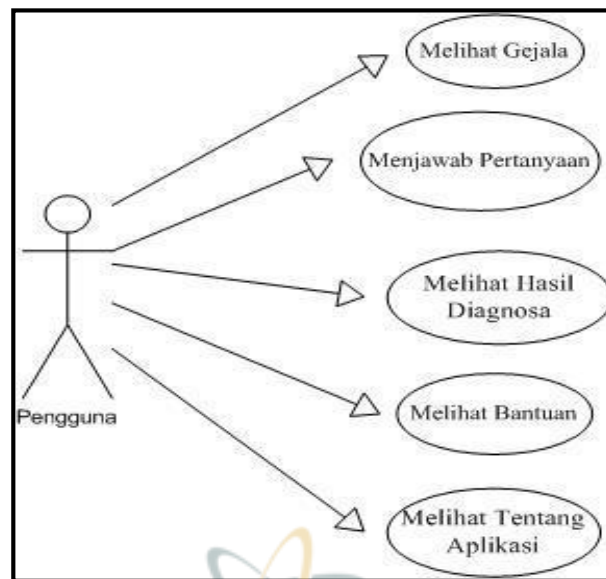 Melihat Gejala
Menjawab Pertanyaan
Melihat Hasil
Diagnosa
Pengguna
Melihat Bantuan
Melihat Tentang
Aplikasi